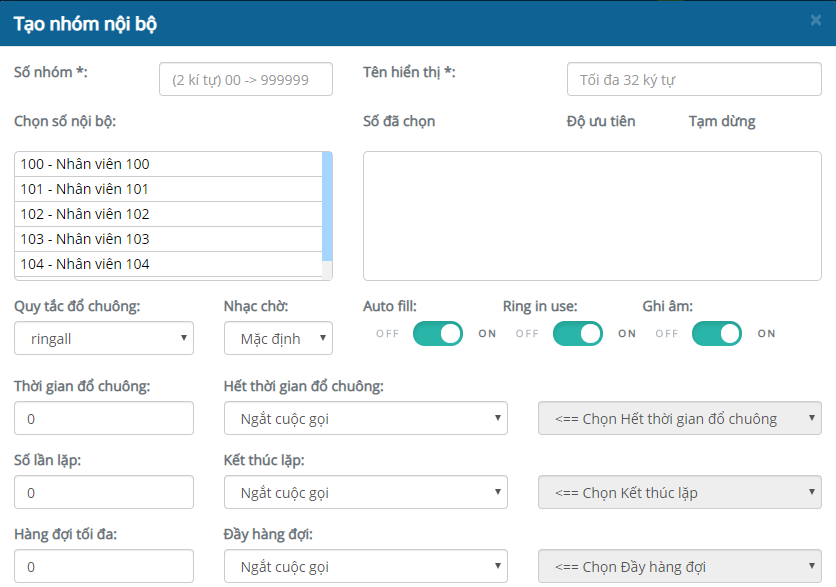 Tạo nhóm nội bộ ×
Số nhóm *: (2 kí tự) 00 -> 999999 Tên hiển thị *: Tối đa 32 ký tự
Chọn số nội bộ: Số đã chọn Độ ưu tiên Tạm dừng
100 - Nhân viên 100
101 - Nhân viên 101
102 - Nhân viên 102
103 - Nhân viên 103
104 - Nhân viên 104
Quy tắc đổ chuông: Nhạc chờ: Auto fill: Ring in use: Ghi âm:
ringall Mặc định OFF ON OFF ON OFF ON
Thời gian đổ chuông: Hết thời gian đổ chuông:
0 Ngắt cuộc gọi <== Chọn Hết thời gian đổ chuông
Số lần lặp: Kết thúc lặp:
0 Ngắt cuộc gọi <== Chọn Kết thúc lặp
Hàng đợi tối đa: Đầy hàng đợi:
0 Ngắt cuộc gọi <== Chọn Đầy hàng đợi